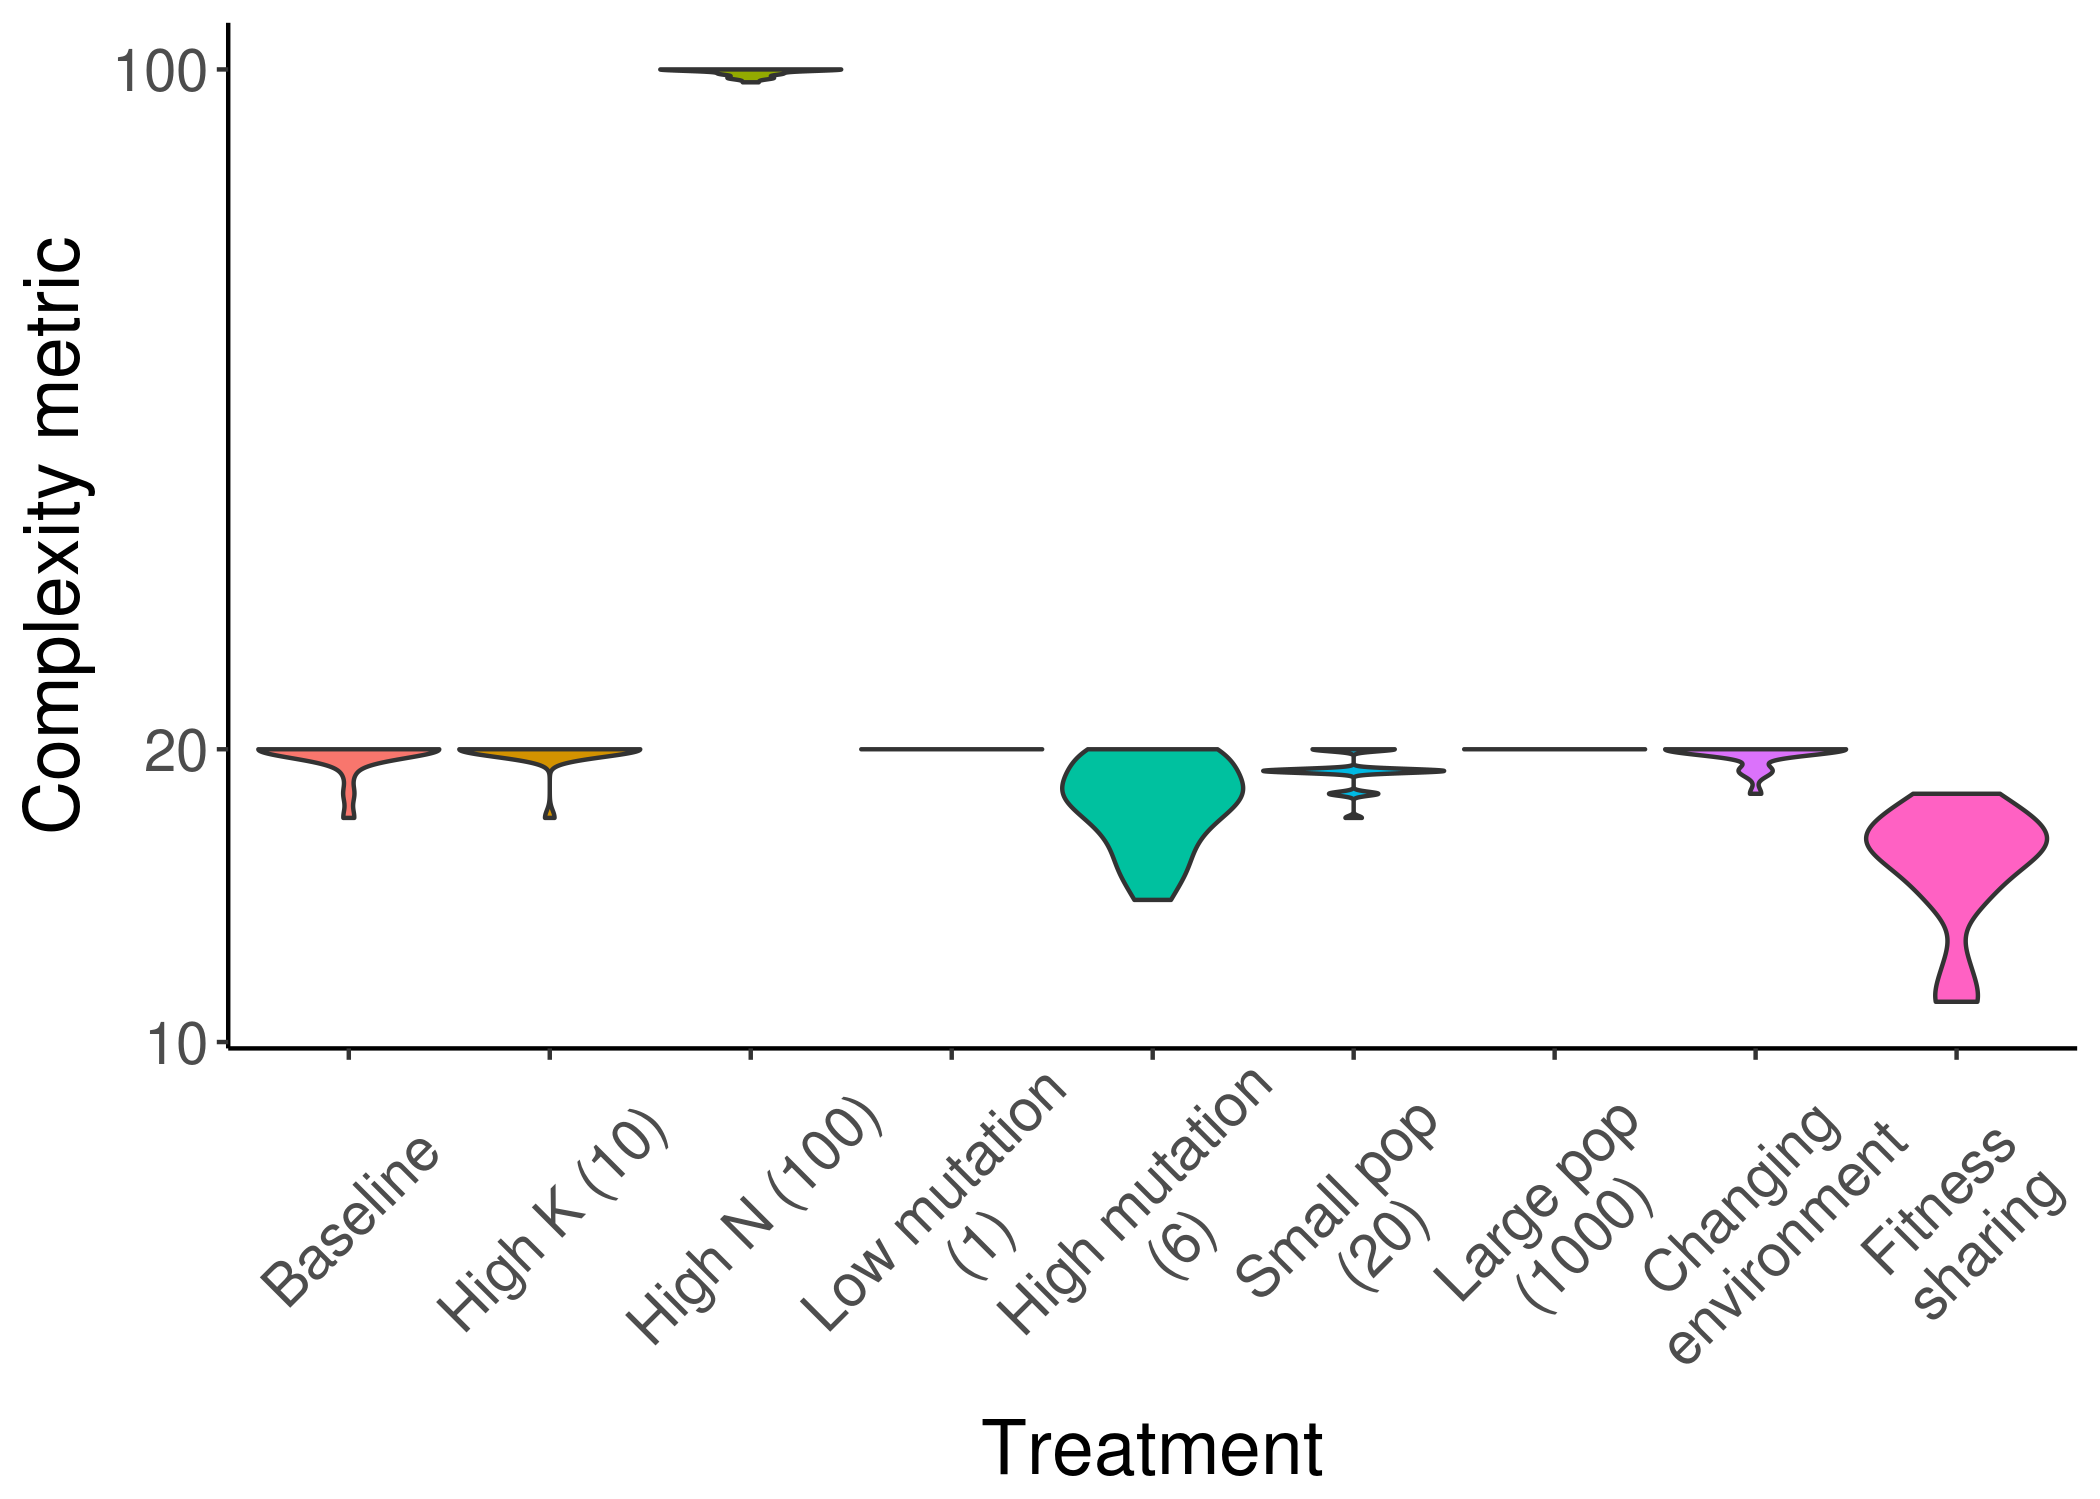 Complexity metric
100
20
10
Baseline
High K (10)
High N (100)
Low mutation
(1)
High mutation
(6)
Small pop
(20)
Large pop
(1000)
Changing
environment
Fitness
sharing
Treatment